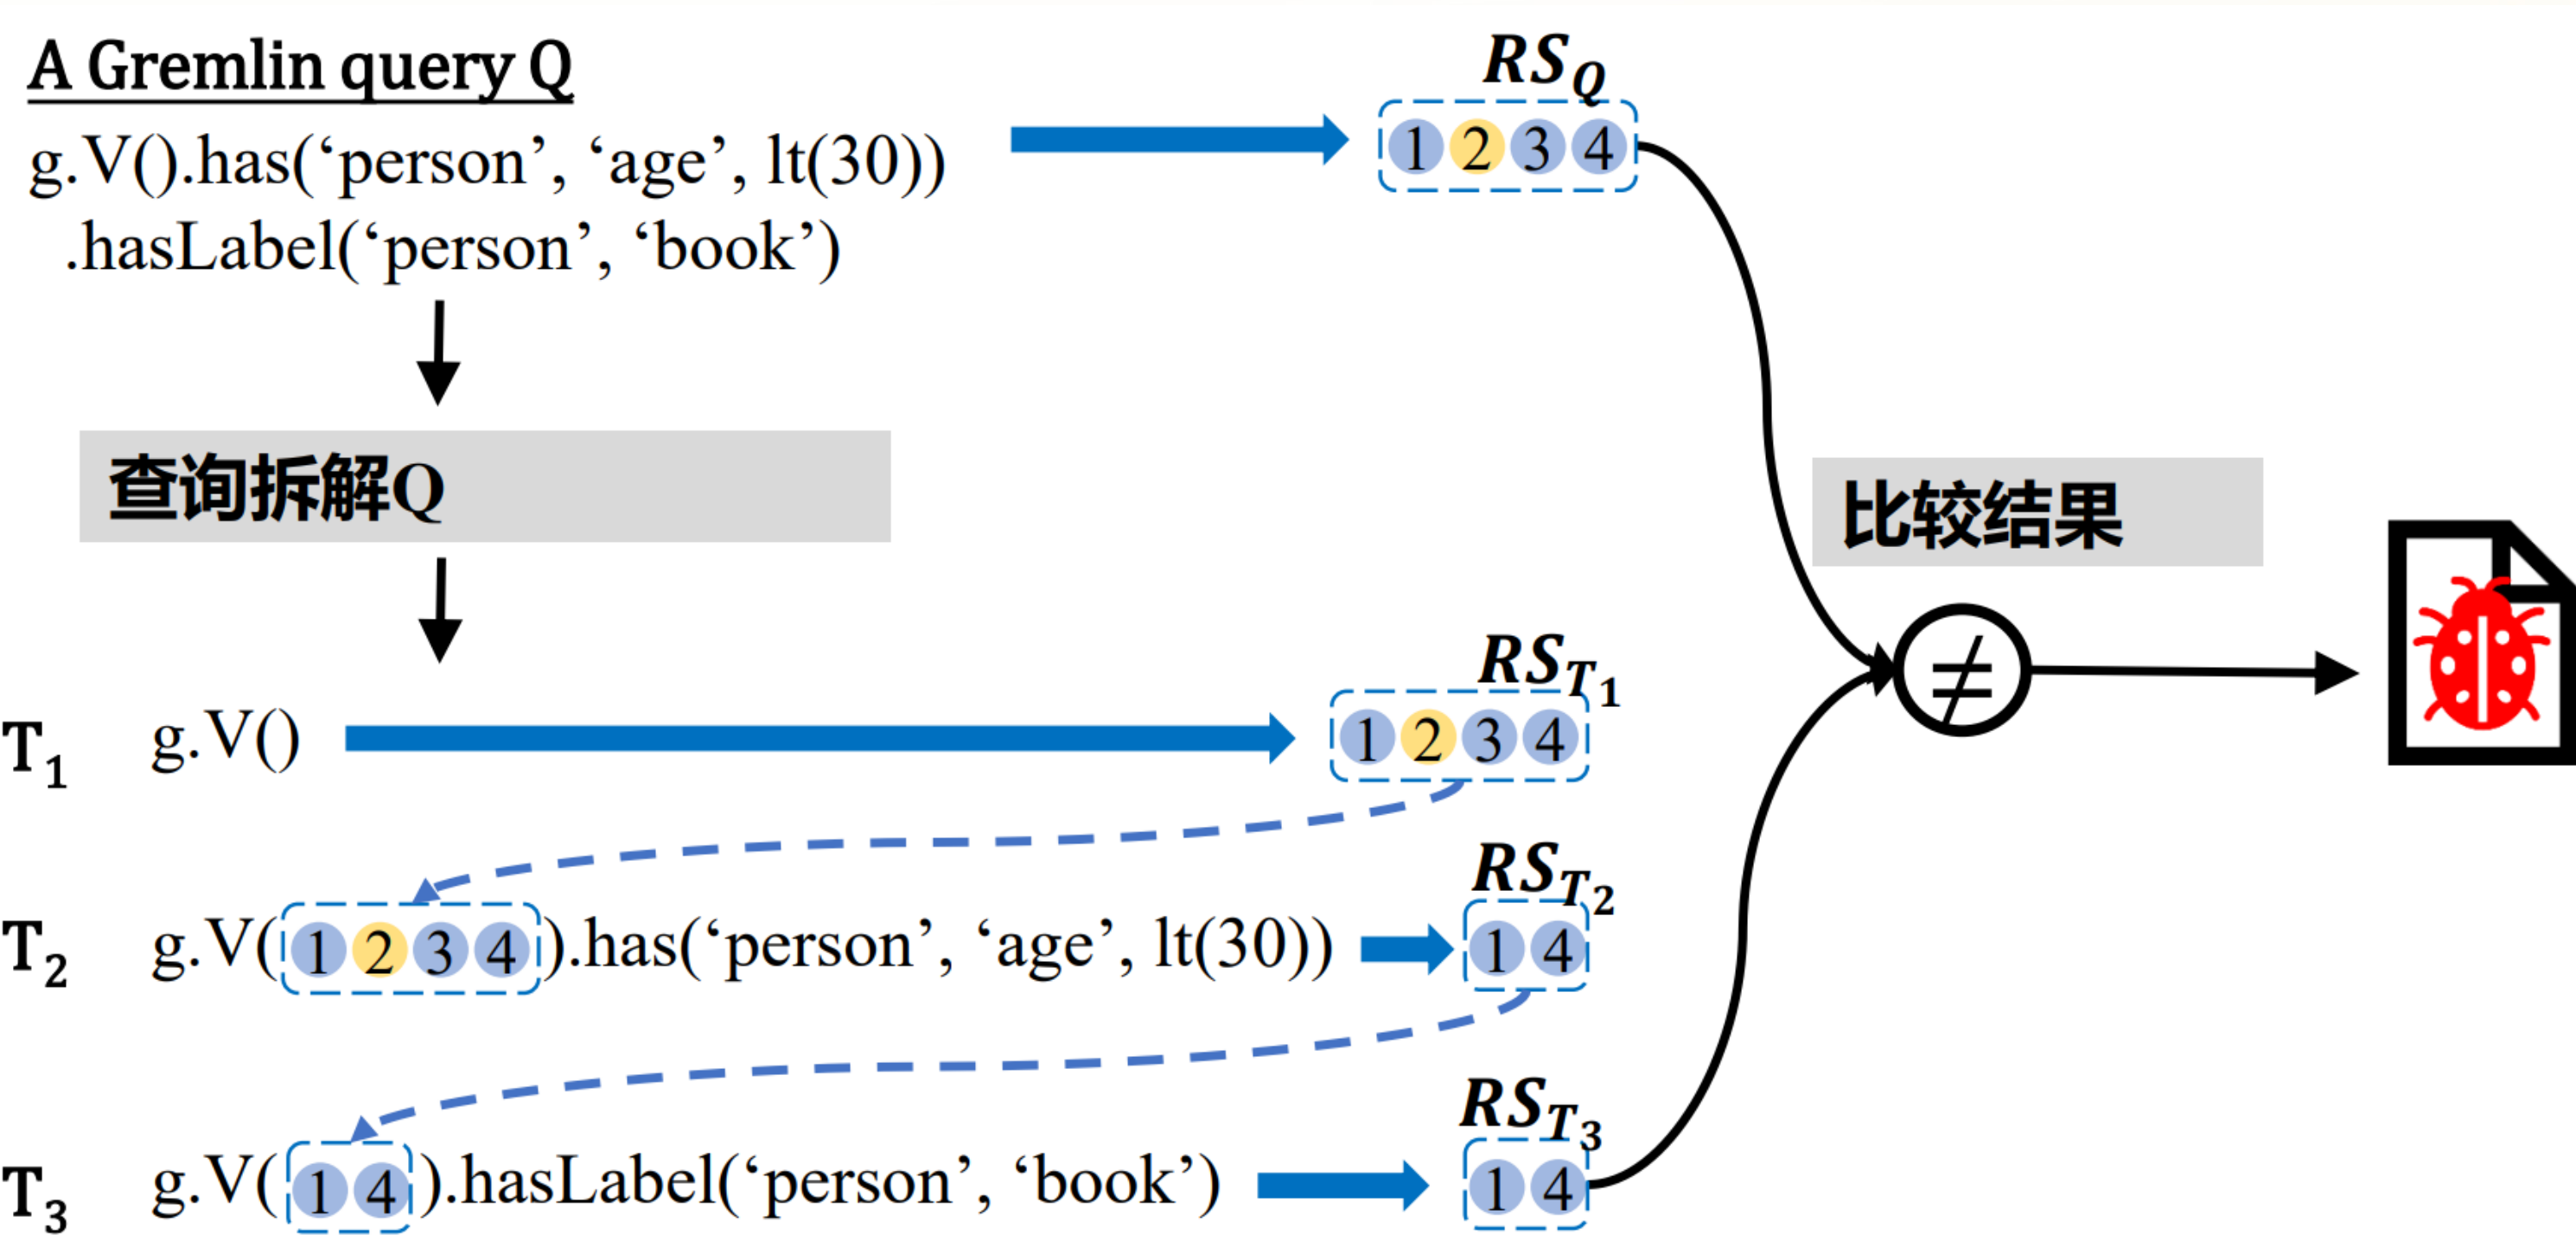 A Gremlin query Q
RS_Q
g.V().has(‘person’, ‘age’, lt(30))
1 2 3 4
.hasLabel(‘person’, ‘book’)
查询拆解Q
比较结果
≠
RS_T₁
T₁ g.V() 1 2 3 4
RS_T₂
T₂ g.V( 1 2 3 4 ).has(‘person’, ‘age’, lt(30)) 1 4
RS_T₃
T₃ g.V( 1 4 ).hasLabel(‘person’, ‘book’) 1 4